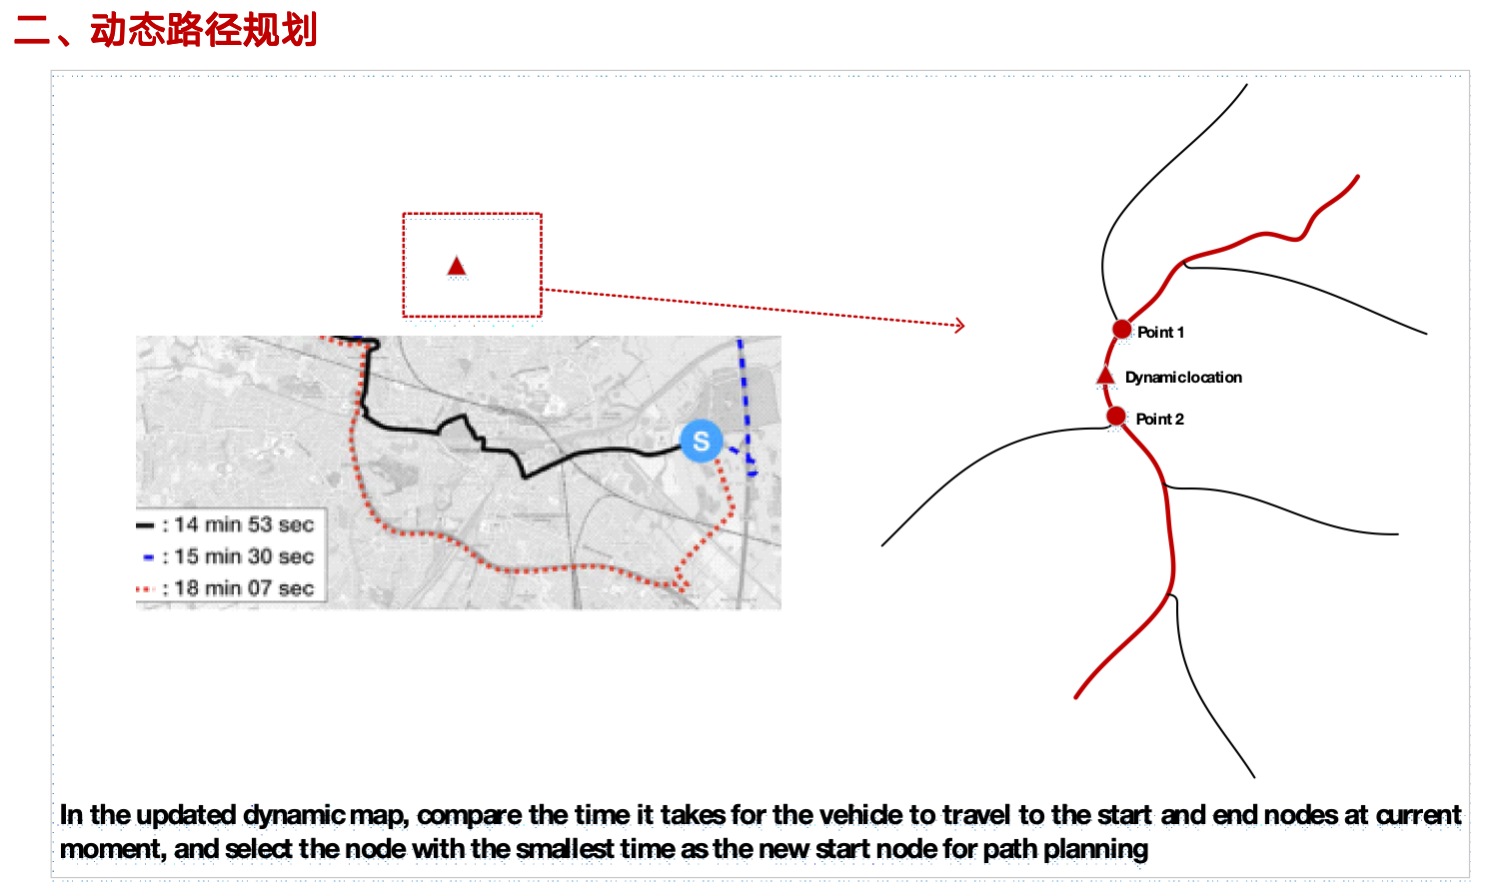 二、动态路径规划
Point 1
Dynamic location
Point 2
S
: 14 min 53 sec
: 15 min 30 sec
: 18 min 07 sec
In the updated dynamic map, compare the time it takes for the vehicle to travel to the start and end nodes at current
moment, and select the node with the smallest time as the new start node for path planning